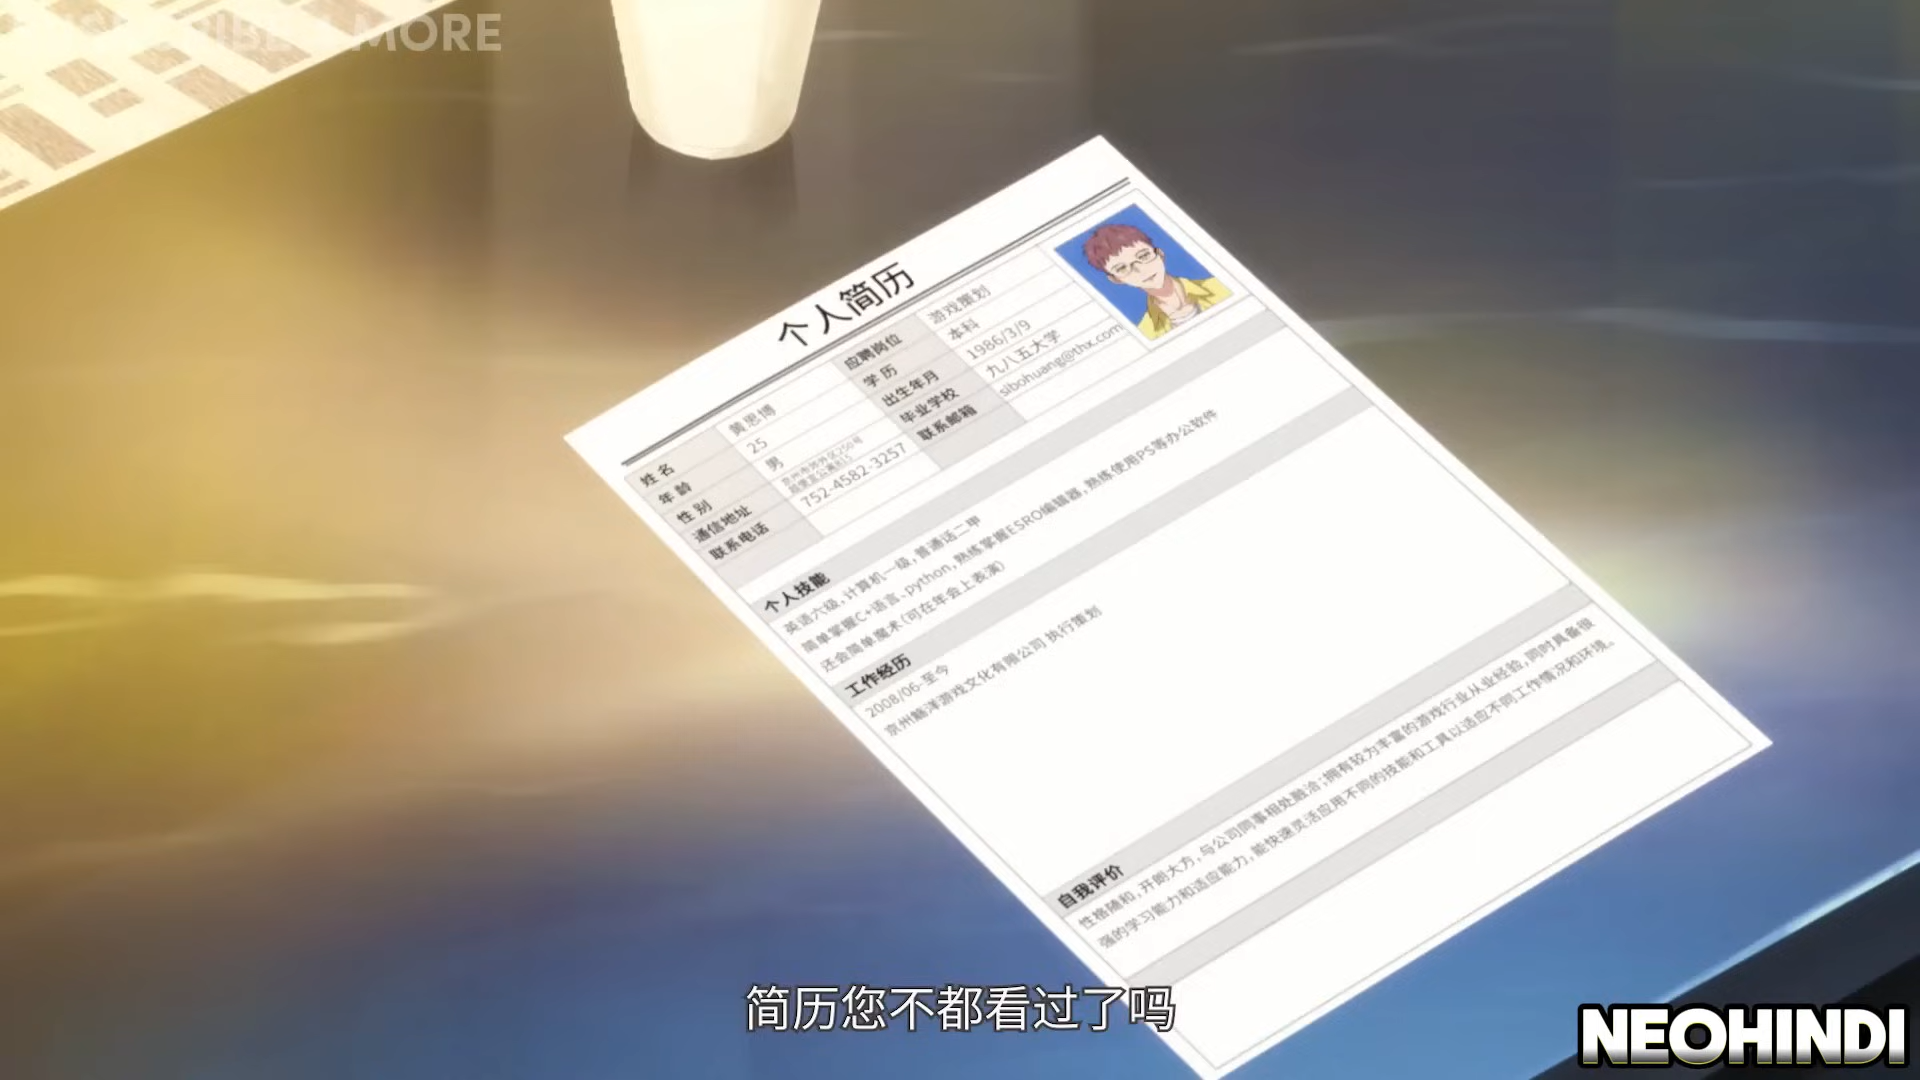 MORE
个人简历
姓名 黄思博 应聘岗位 游戏策划
年龄 25 学历 本科
性别 男 出生年月 1986/3/9
通信地址 毕业学校 九八五大学
联系电话 752-4582-3257 联系邮箱 sibohuang@thx.com
个人技能
英语六级,计算机一级,普通话二甲
简单掌握C+语言、python,熟练掌握ESRO编辑器,熟练使用PS等办公软件
还会简单魔术(可在年会上表演)
工作经历
2008/06-至今
京州觞洋游戏文化有限公司 执行策划
自我评价
性格随和,开朗大方,与公司同事相处融洽;拥有较为丰富的游戏行业从业经验,同时具备很
强的学习能力和适应能力,能快速灵活应用不同的技能和工具以适应不同工作情况和环境。
简历您不都看过了吗
NEOHINDI